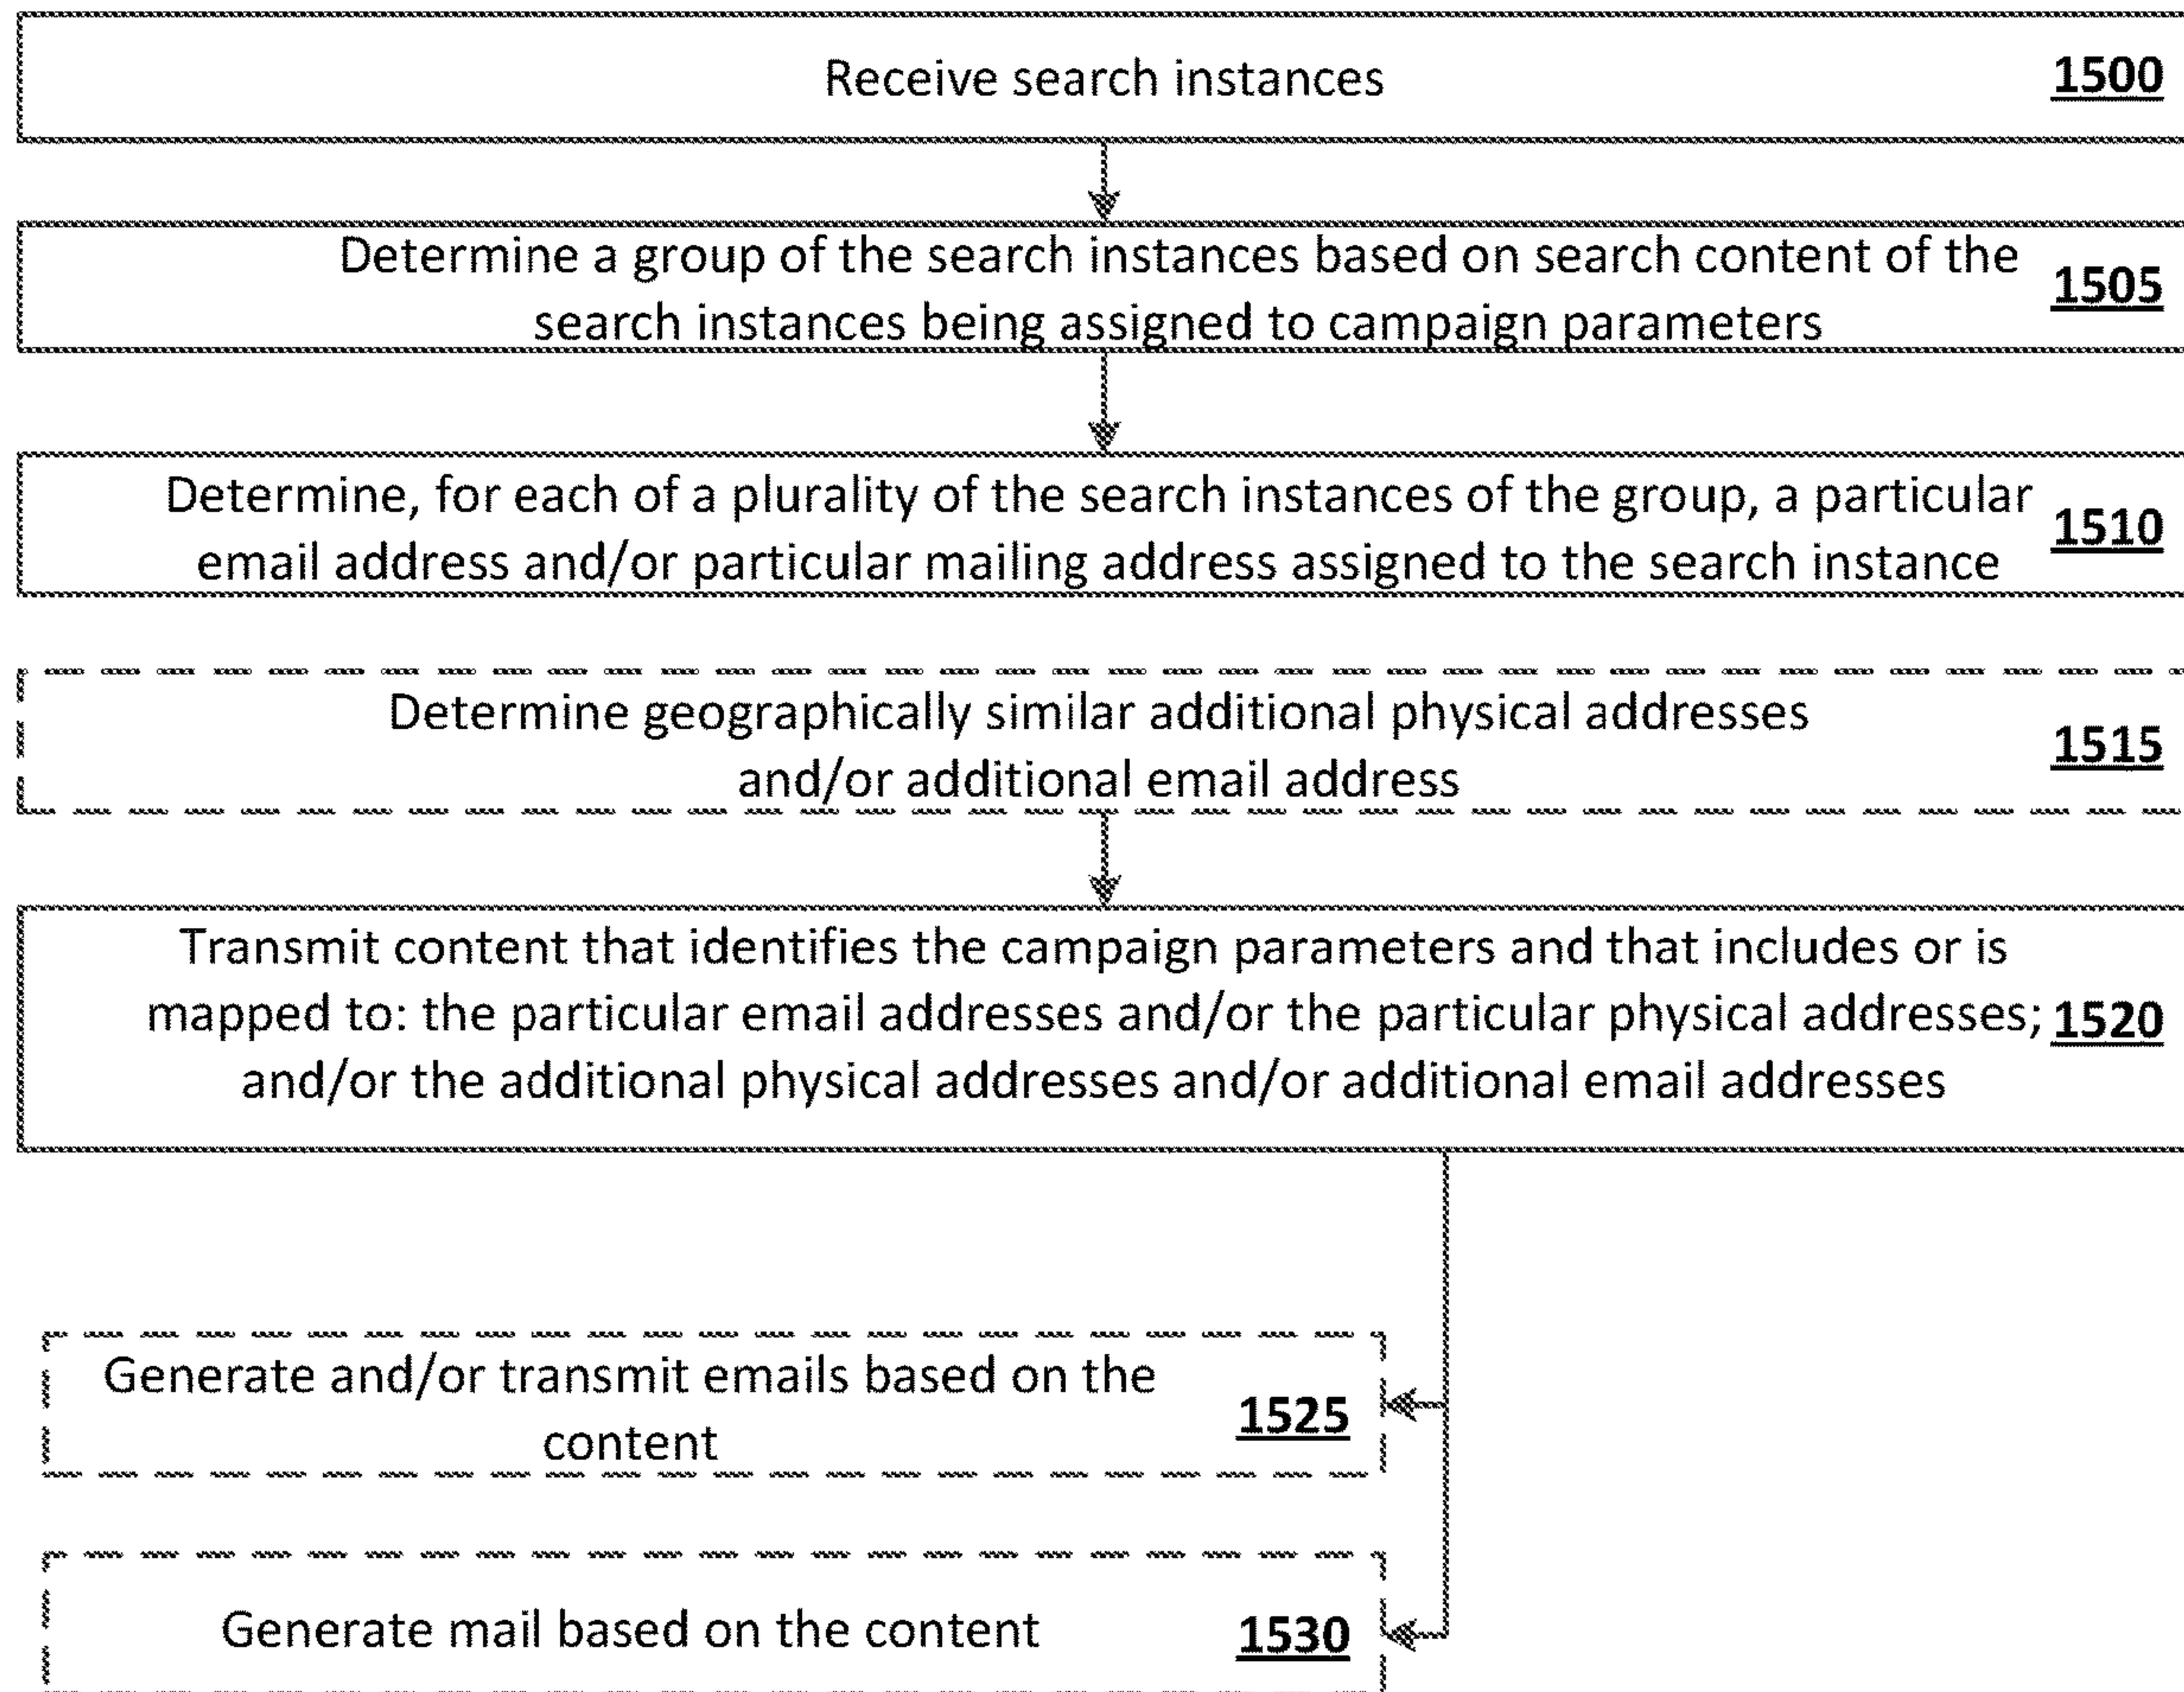 Receive search instances 1500
Determine a group of the search instances based on search content of the
search instances being assigned to campaign parameters 1505
Determine, for each of a plurality of the search instances of the group, a particular
email address and/or particular mailing address assigned to the search instance 1510
Determine geographically similar additional physical addresses
and/or additional email address 1515
Transmit content that identifies the campaign parameters and that includes or is
mapped to: the particular email addresses and/or the particular physical addresses; 1520
and/or the additional physical addresses and/or additional email addresses
Generate and/or transmit emails based on the
content 1525
Generate mail based on the content 1530